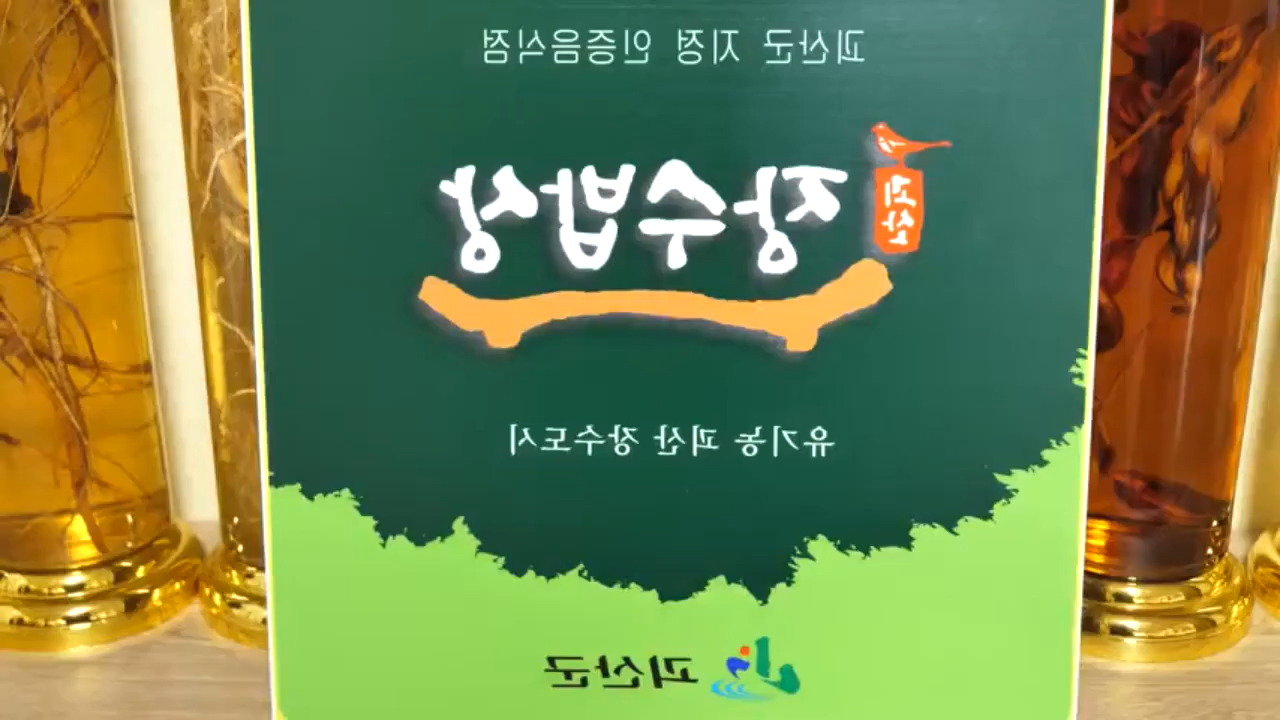 괴산군 지정 인증음식점
괴산
장수밥상
유기농 괴산 장수도시
괴산군